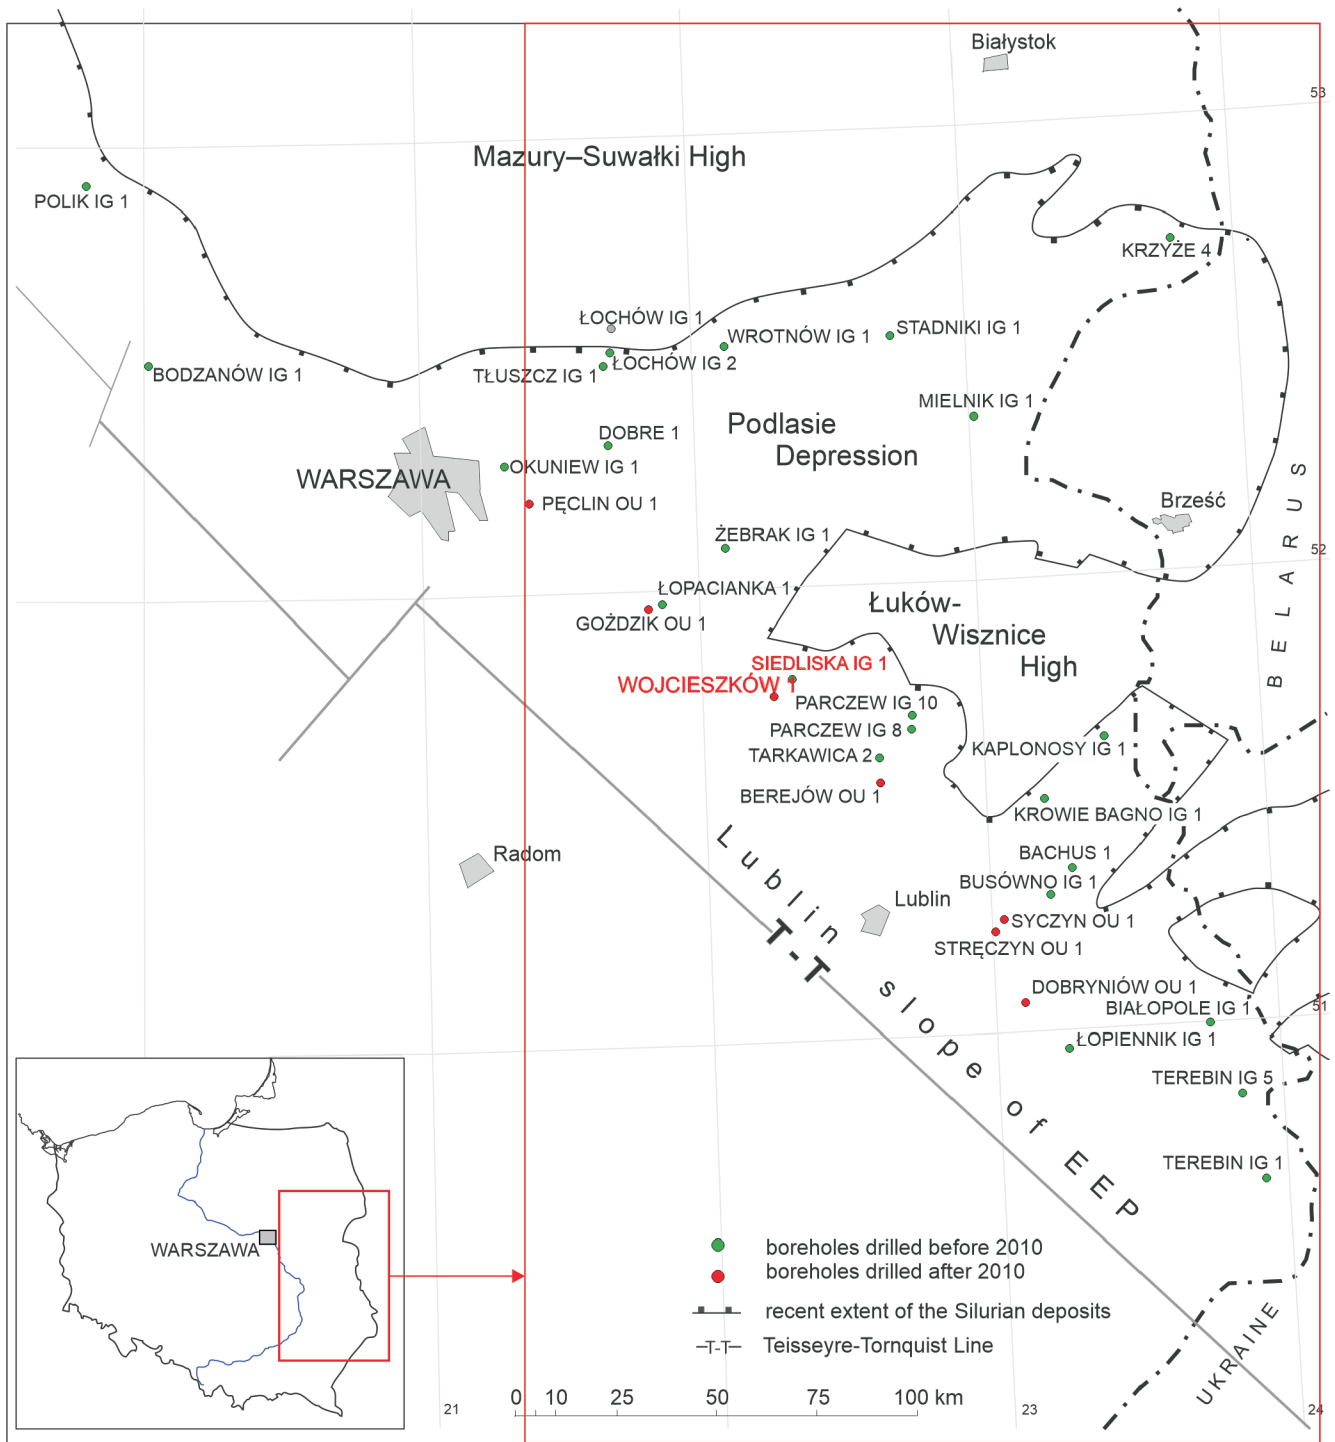 Białystok
53
Mazury–Suwałki High
POLIK IG 1
KRZYŻE 4
ŁOCHÓW IG 1
WROTNÓW IG 1
STADNIKI IG 1
BODZANÓW IG 1
TŁUSZCZ IG 1
ŁOCHÓW IG 2
MIELNIK IG 1
DOBRE 1
Podlasie
Depression
OKUNIEW IG 1
WARSZAWA
PĘCLIN OU 1
Brześć
BELARUS
ŻEBRAK IG 1
52
ŁOPACIANKA 1
GOŹDZIK OU 1
Łuków-
Wisznice
High
SIEDLISKA IG 1
WOJCIESZKÓW 1
PARCZEW IG 10
PARCZEW IG 8
KAPLONOSY IG 1
TARKAWICA 2
BEREJÓW OU 1
KROWIE BAGNO IG 1
Radom
BACHUS 1
BUSÓWNO IG 1
Lublin
SYCZYN OU 1
STRĘCZYN OU 1
T-T
Lublin slope of EEP
DOBRYNIÓW OU 1
BIAŁOPOLE IG 1
51
ŁOPIENNIK IG 1
TEREBIN IG 5
TEREBIN IG 1
WARSZAWA
boreholes drilled before 2010
boreholes drilled after 2010
recent extent of the Silurian deposits
T-T
Teisseyre-Tornquist Line
UKRAINE
0 10 25 50 75 100 km
21
23
24